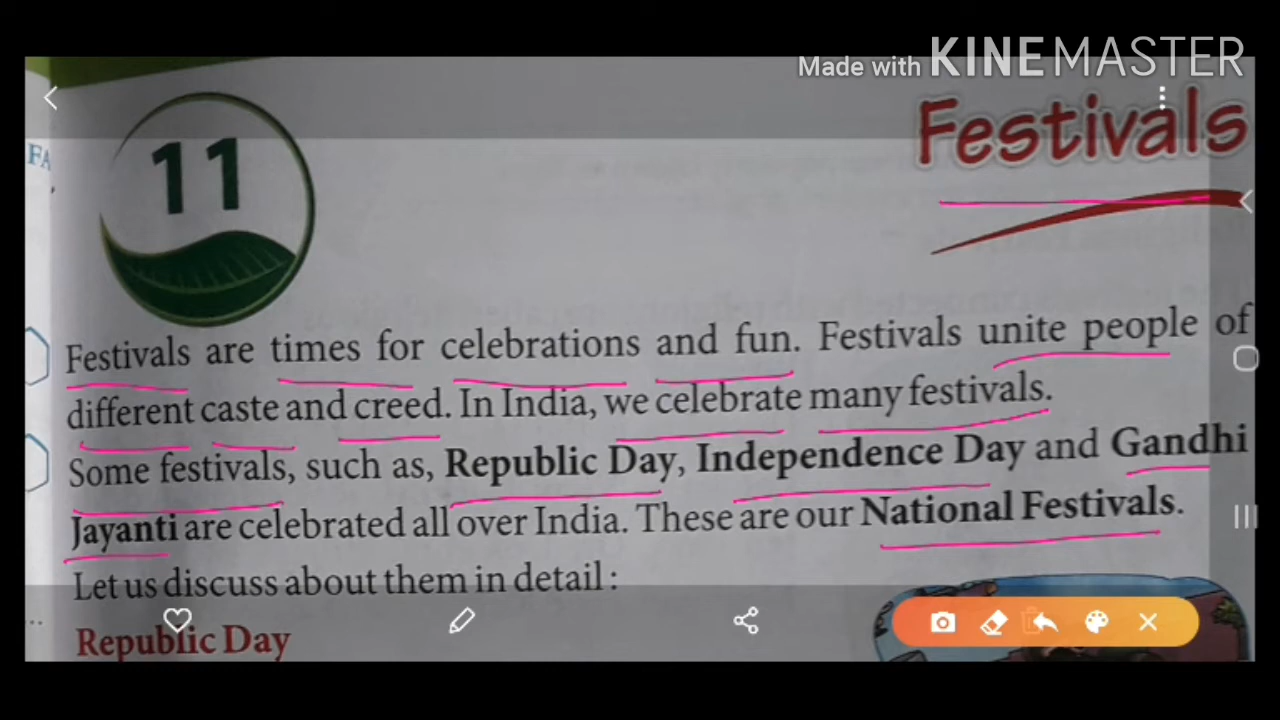 Made with KINEMASTER
FA
11
Festivals
Festivals are times for celebrations and fun. Festivals unite people of
different caste and creed. In India, we celebrate many festivals.
Some festivals, such as, Republic Day, Independence Day and Gandhi
Jayanti are celebrated all over India. These are our National Festivals.
Let us discuss about them in detail :
Republic Day